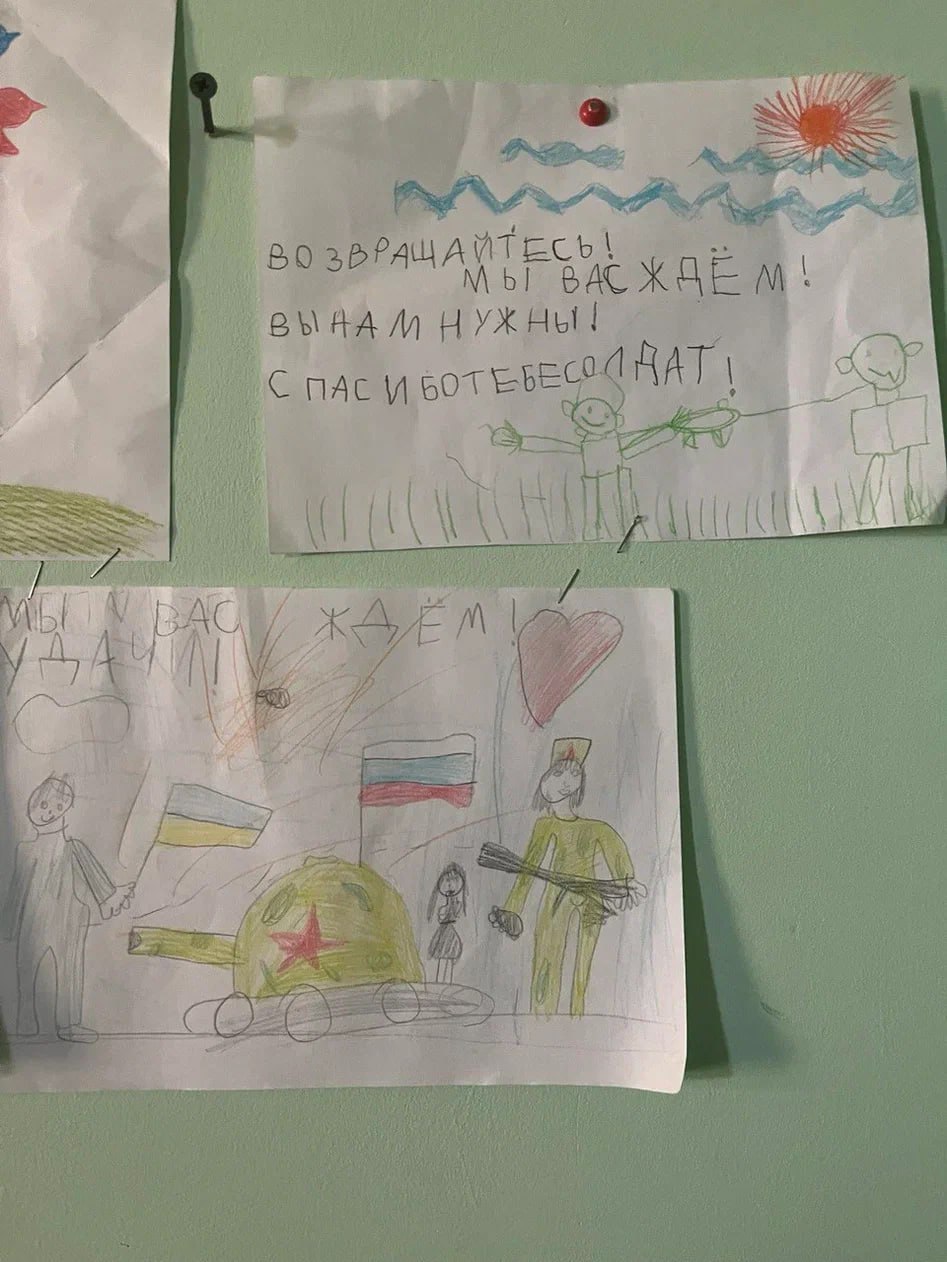 ВОЗВРАЩАЙТЕСЬ!
МЫ ВАС ЖДЁМ!
ВЫ НАМ НУЖНЫ!
СПАСИБО ТЕБЕ СОЛДАТ!
МЫ ВАС ЖДЁМ!
УДАЧИ!